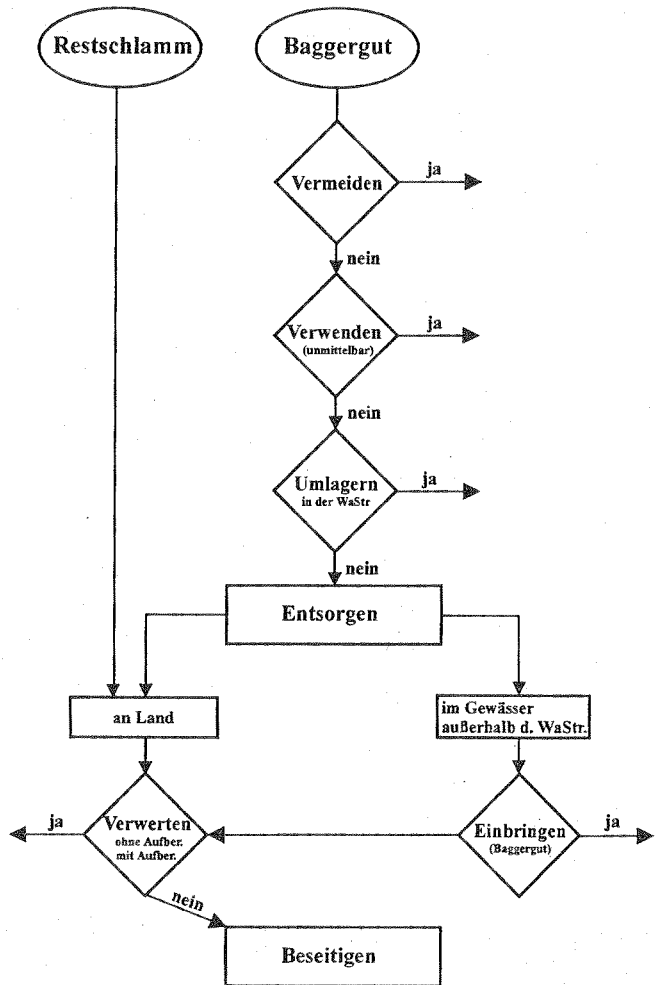 Restschlamm
Baggergut
Vermeiden
ja
nein
Verwenden
(unmittelbar)
ja
nein
Umlagern
in der WaStr
ja
nein
Entsorgen
an Land
im Gewässer
außerhalb d. WaStr.
ja
Verwerten
ohne Aufber.
mit Aufber.
Einbringen
(Baggergut)
ja
nein
Beseitigen